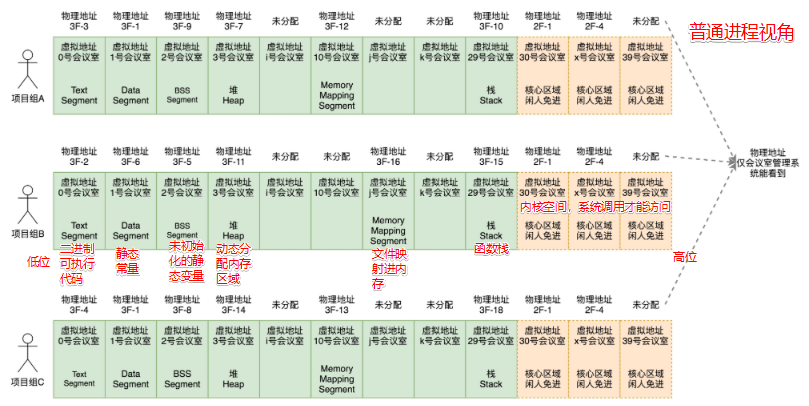 普通进程视角
物理地址 3F-3 物理地址 3F-1 物理地址 3F-9 物理地址 3F-7 未分配 物理地址 3F-12 未分配 未分配 物理地址 3F-10 物理地址 2F-1 物理地址 2F-4 未分配
虚拟地址 0号会议室 虚拟地址 1号会议室 虚拟地址 2号会议室 虚拟地址 3号会议室 虚拟地址 i号会议室 虚拟地址 10号会议室 虚拟地址 j号会议室 虚拟地址 k号会议室 虚拟地址 29号会议室 虚拟地址 30号会议室 虚拟地址 x号会议室 虚拟地址 39号会议室
Text Segment Data Segment BSS Segment 堆 Heap Memory Mapping Segment 栈 Stack 核心区域 闲人免进 核心区域 闲人免进 核心区域 闲人免进
项目组A
物理地址
仅会议室管理系
统能看到
物理地址 3F-2 物理地址 3F-6 物理地址 3F-5 物理地址 3F-11 未分配 未分配 物理地址 3F-16 未分配 物理地址 3F-15 物理地址 2F-1 物理地址 2F-4 未分配
虚拟地址 0号会议室 虚拟地址 1号会议室 虚拟地址 2号会议室 虚拟地址 3号会议室 虚拟地址 i号会议室 虚拟地址 10号会议室 虚拟地址 j号会议室 虚拟地址 k号会议室 虚拟地址 29号会议室 虚拟地址 30号会议室 虚拟地址 x号会议室 虚拟地址 39号会议室
内核空间，系统调用才能访问
Text Segment Data Segment BSS Segment 堆 Heap Memory Mapping Segment 栈 Stack 核心区域 闲人免进 核心区域 闲人免进 核心区域 闲人免进
项目组B
低位
二进制
可执行
代码
静态
常量
未初始
化的静
态变量
动态分
配内存
区域
文件映
射进内
存
函数栈
高位
物理地址 3F-4 物理地址 3F-1 物理地址 3F-8 物理地址 3F-14 未分配 物理地址 3F-13 未分配 未分配 物理地址 3F-18 物理地址 2F-1 物理地址 2F-4 未分配
虚拟地址 0号会议室 虚拟地址 1号会议室 虚拟地址 2号会议室 虚拟地址 3号会议室 虚拟地址 i号会议室 虚拟地址 10号会议室 虚拟地址 j号会议室 虚拟地址 k号会议室 虚拟地址 29号会议室 虚拟地址 30号会议室 虚拟地址 x号会议室 虚拟地址 39号会议室
Text Segment Data Segment BSS Segment 堆 Heap Memory Mapping Segment 栈 Stack 核心区域 闲人免进 核心区域 闲人免进 核心区域 闲人免进
项目组C